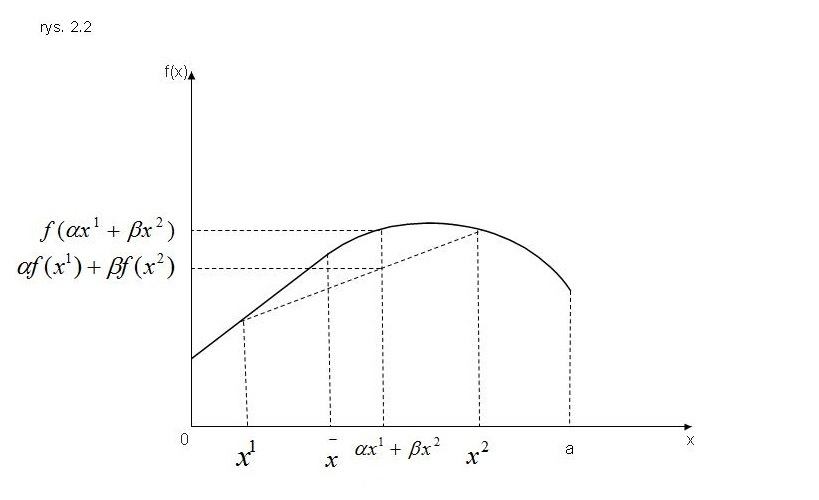 rys. 2.2
f(x)
f(αx¹ + βx²)
αf(x¹) + βf(x²)
0
x¹
x̄
αx¹ + βx²
x²
a
x